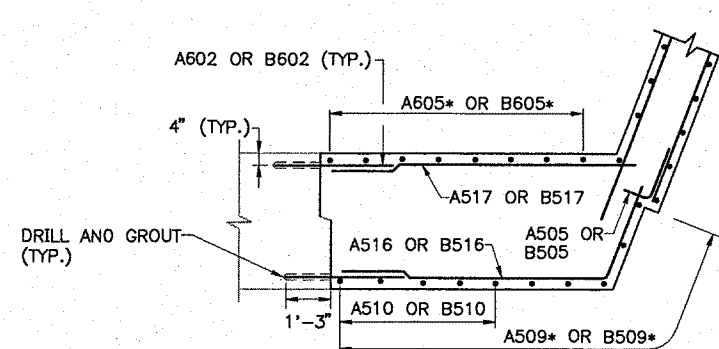 A602 OR B602 (TYP.)
A605* OR B605*
4" (TYP.)
A517 OR B517
A505 OR
B505
DRILL AND GROUT
(TYP.)
A516 OR B516
1'-3"
A510 OR B510
A509* OR B509*